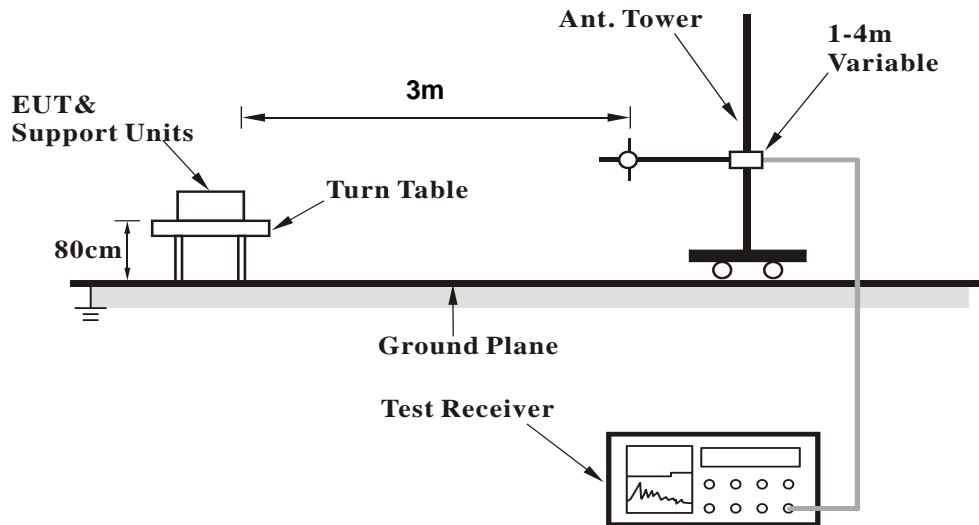 Ant. Tower
1-4m
Variable
3m
EUT&
Support Units
Turn Table
80cm
Ground Plane
Test Receiver